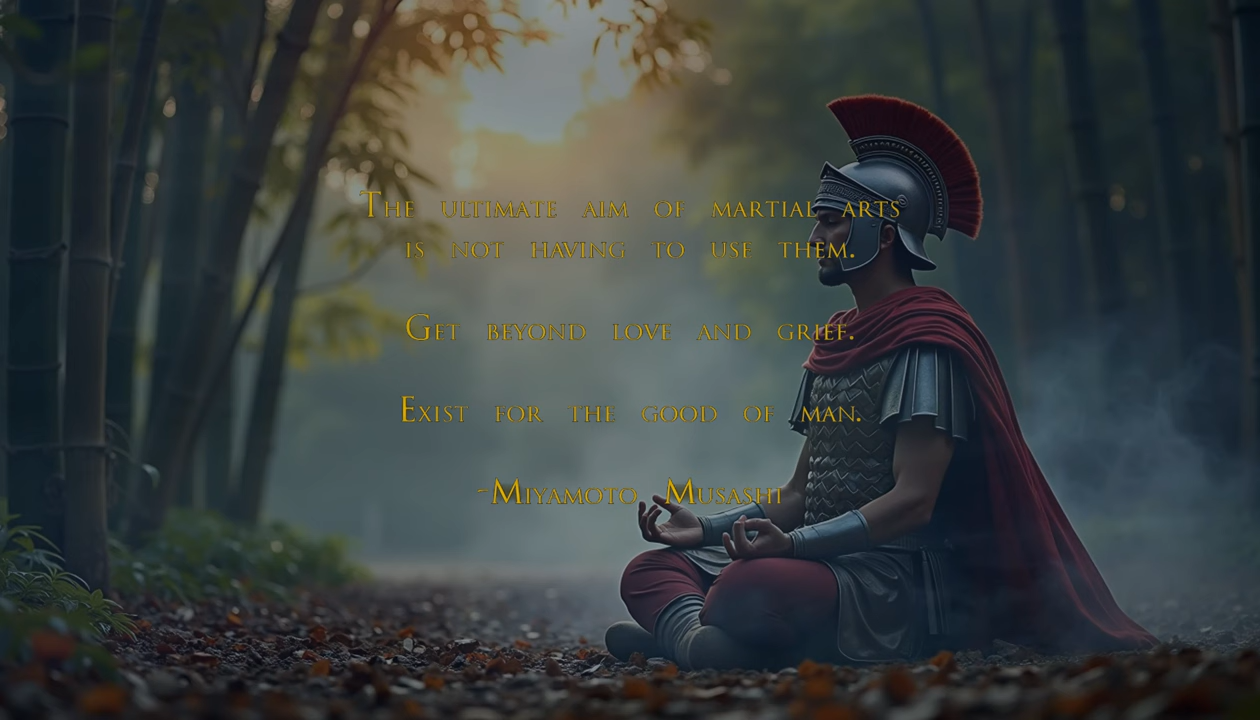 The ultimate aim of martial arts
is not having to use them.
Get beyond love and grief.
Exist for the good of man.
~Miyamoto Musashi